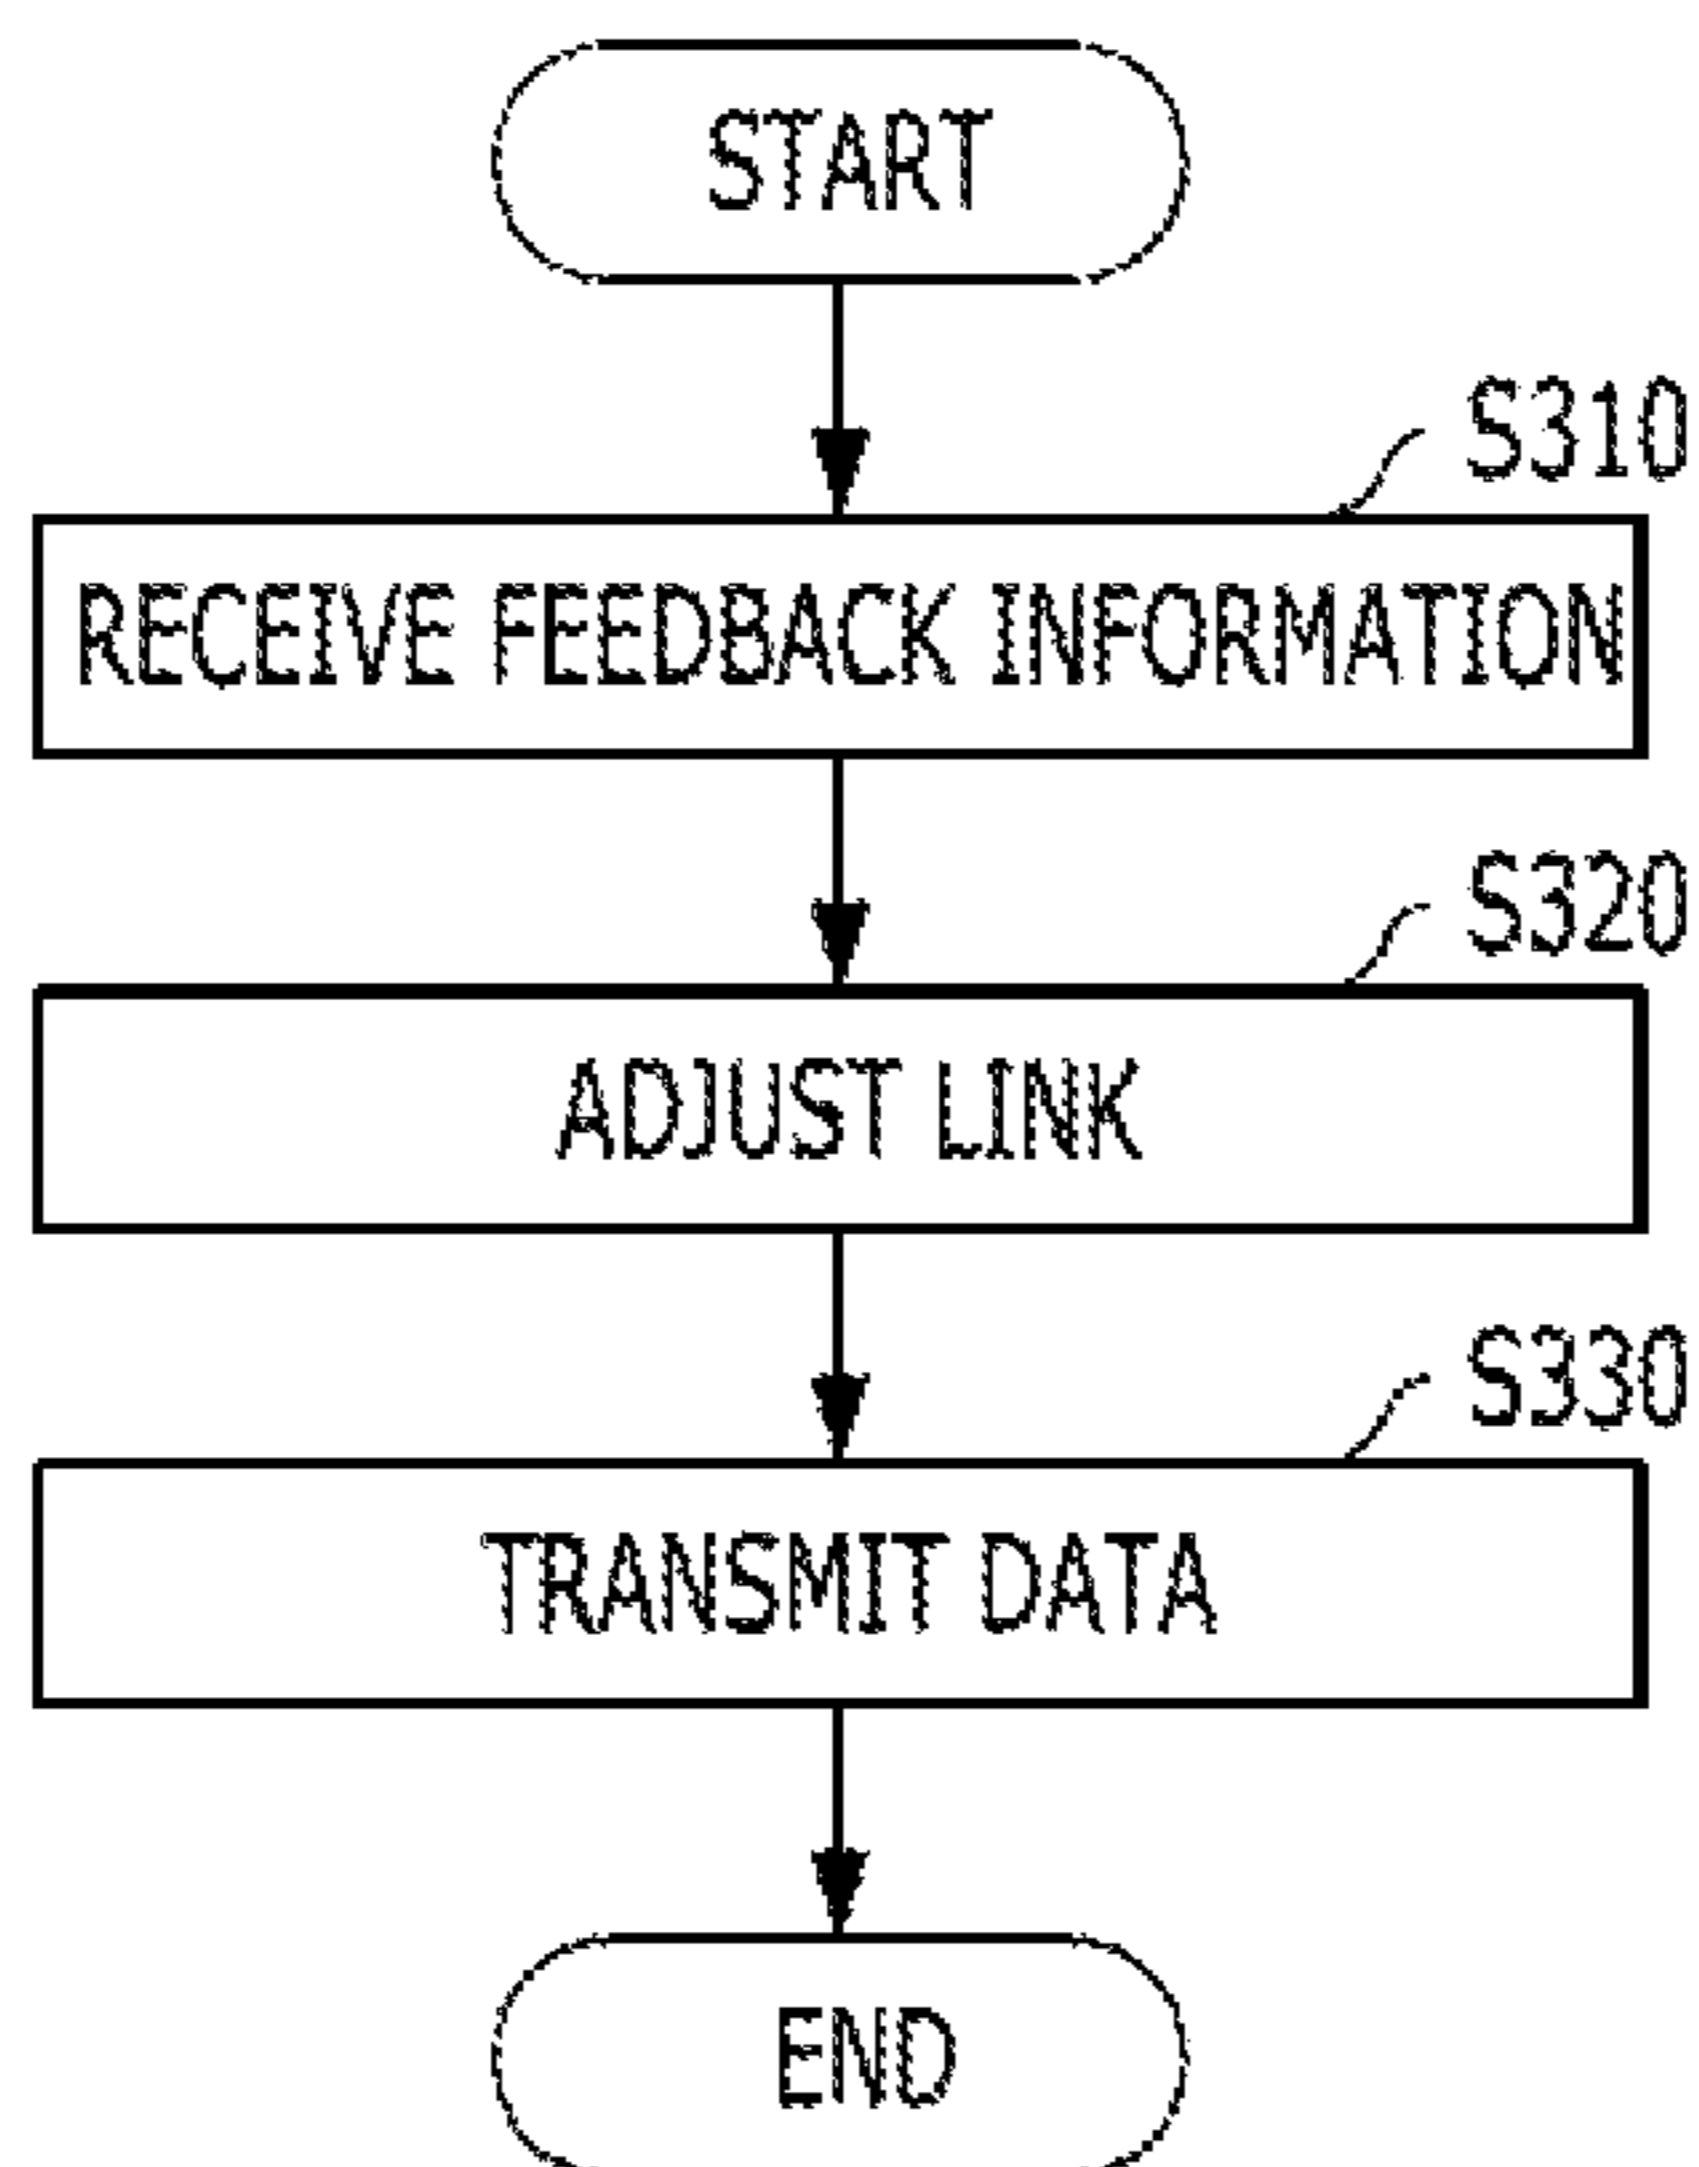 START
S310
RECEIVE FEEDBACK INFORMATION
S320
ADJUST LINK
S330
TRANSMIT DATA
END